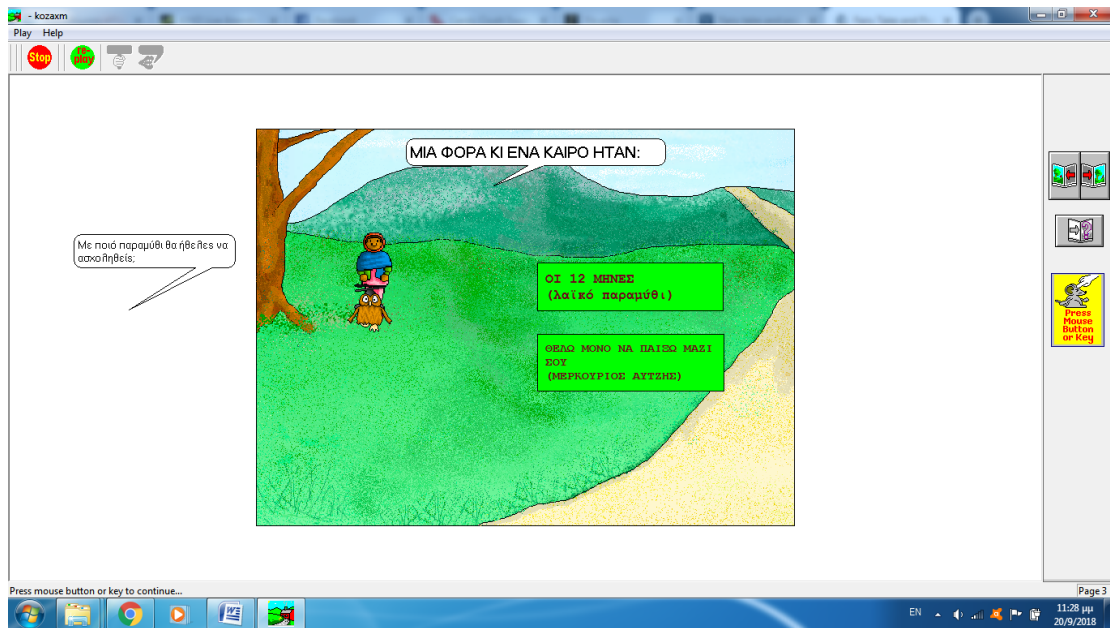 - kozaxm
Play Help
Stop
re-
play
ΜΙΑ ΦΟΡΑ ΚΙ ΕΝΑ ΚΑΙΡΟ ΗΤΑΝ:
Με ποιό παραμύθι θα ήθελες να
ασχοληθείς;
ΟΙ 12 ΜΗΝΕΣ
(λαϊκό παραμύθι)
ΘΕΛΩ ΜΟΝΟ ΝΑ ΠΑΙΞΩ ΜΑΖΙ
ΣΟΥ
(ΜΕΡΚΟΥΡΙΟΣ ΑΥΤΖΗΣ)
Press
Mouse
Button
or Key
Press mouse button or key to continue...
Page 3
EN
11:28 μμ
20/9/2018